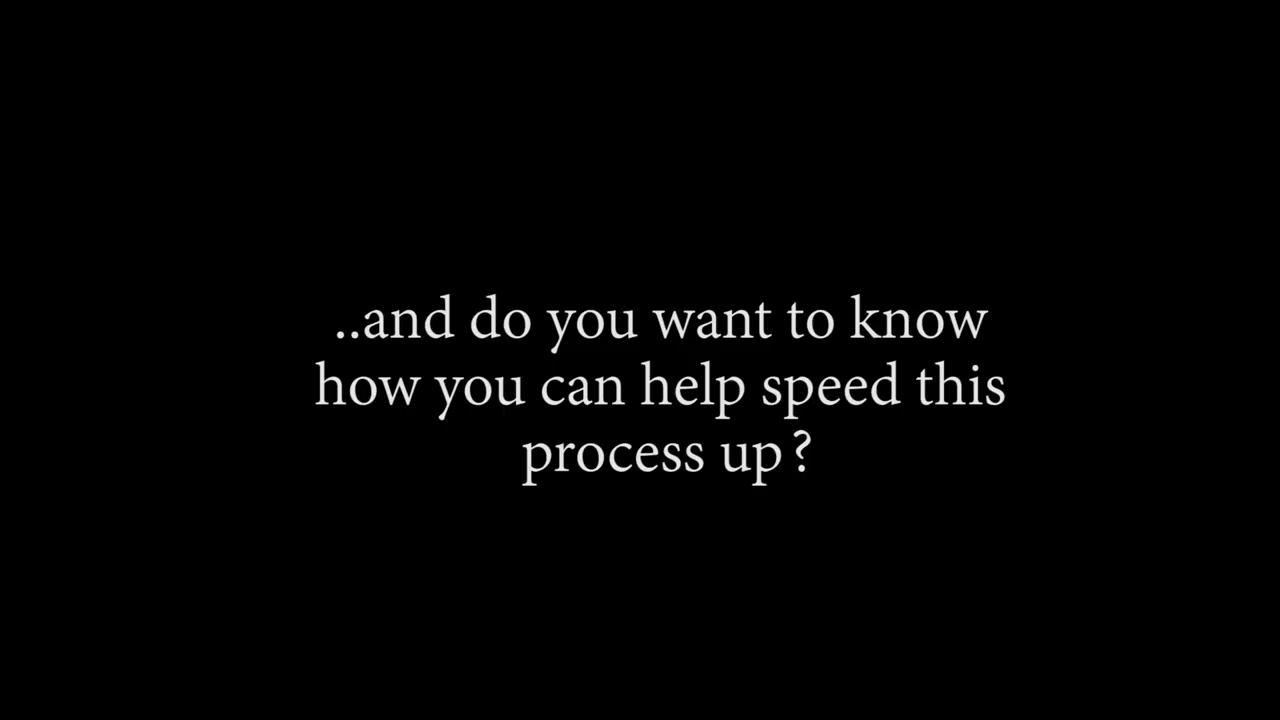 ..and do you want to know
how you can help speed this
process up?